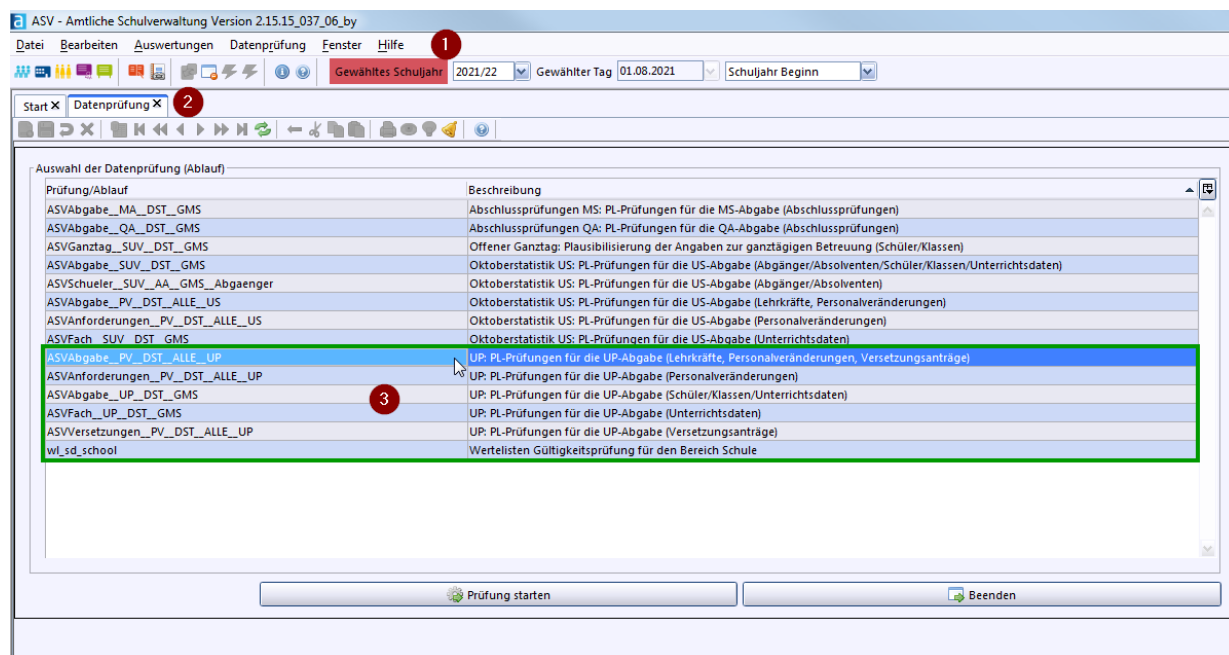 a ASV - Amtliche Schulverwaltung Version 2.15.15_037_06_by
Datei Bearbeiten Auswertungen Datenprüfung Fenster Hilfe 1
Gewähltes Schuljahr 2021/22 Gewählter Tag 01.08.2021 Schuljahr Beginn
Start X Datenprüfung X 2
Auswahl der Datenprüfung (Ablauf)
Prüfung/Ablauf Beschreibung
ASVAbgabe__MA__DST__GMS Abschlussprüfungen MS: PL-Prüfungen für die MS-Abgabe (Abschlussprüfungen)
ASVAbgabe__QA__DST__GMS Abschlussprüfungen QA: PL-Prüfungen für die QA-Abgabe (Abschlussprüfungen)
ASVGanztag__SUV__DST__GMS Offener Ganztag: Plausibilisierung der Angaben zur ganztägigen Betreuung (Schüler/Klassen)
ASVAbgabe__SUV__DST__GMS Oktoberstatistik US: PL-Prüfungen für die US-Abgabe (Abgänger/Absolventen/Schüler/Klassen/Unterrichtsdaten)
ASVSchueler__SUV__AA__GMS__Abgaenger Oktoberstatistik US: PL-Prüfungen für die US-Abgabe (Abgänger/Absolventen)
ASVAbgabe__PV__DST__ALLE__US Oktoberstatistik US: PL-Prüfungen für die US-Abgabe (Lehrkräfte, Personalveränderungen)
ASVAnforderungen__PV__DST__ALLE__US Oktoberstatistik US: PL-Prüfungen für die US-Abgabe (Personalveränderungen)
ASVFach__SUV__DST__GMS Oktoberstatistik US: PL-Prüfungen für die US-Abgabe (Unterrichtsdaten)
ASVAbgabe__PV__DST__ALLE__UP UP: PL-Prüfungen für die UP-Abgabe (Lehrkräfte, Personalveränderungen, Versetzungsanträge)
ASVAnforderungen__PV__DST__ALLE__UP UP: PL-Prüfungen für die UP-Abgabe (Personalveränderungen)
ASVAbgabe__UP__DST__GMS 3 UP: PL-Prüfungen für die UP-Abgabe (Schüler/Klassen/Unterrichtsdaten)
ASVFach__UP__DST__GMS UP: PL-Prüfungen für die UP-Abgabe (Unterrichtsdaten)
ASVVersetzungen__PV__DST__ALLE__UP UP: PL-Prüfungen für die UP-Abgabe (Versetzungsanträge)
wl_sd_school Wertelisten Gültigkeitsprüfung für den Bereich Schule
Prüfung starten Beenden